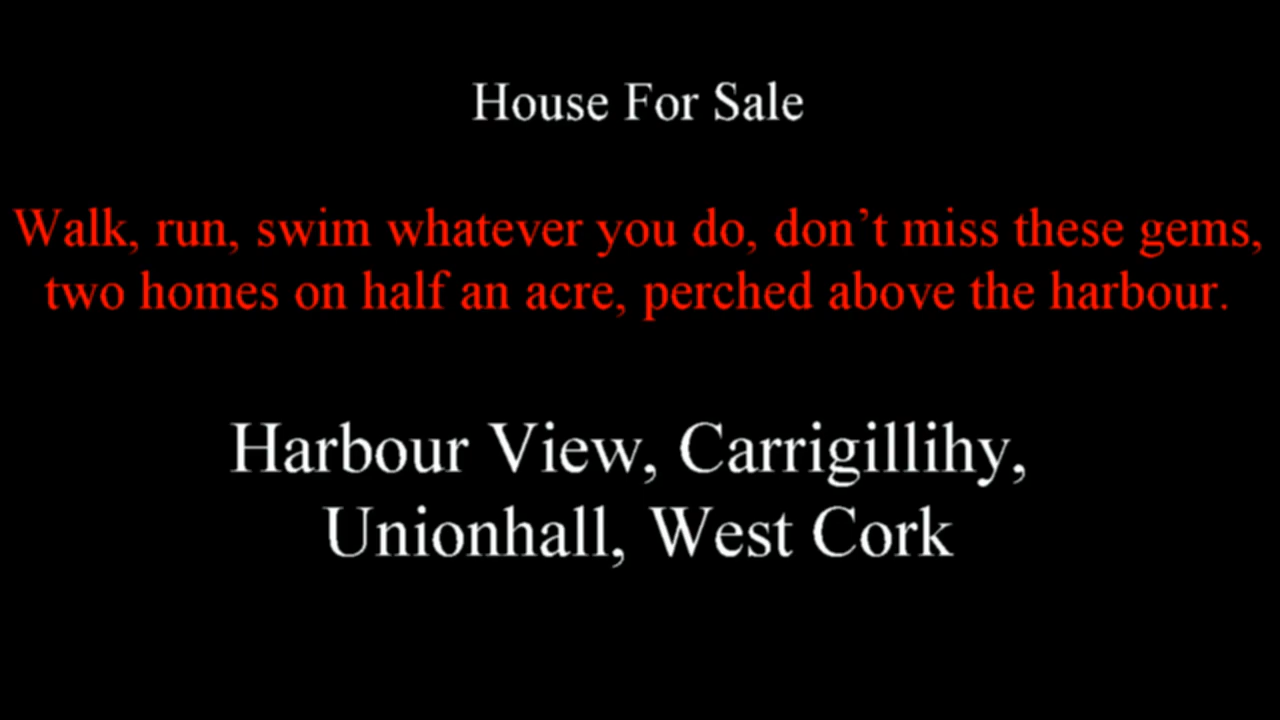 House For Sale
Walk, run, swim whatever you do, don’t miss these gems,
two homes on half an acre, perched above the harbour.
Harbour View, Carrigillihy,
Unionhall, West Cork